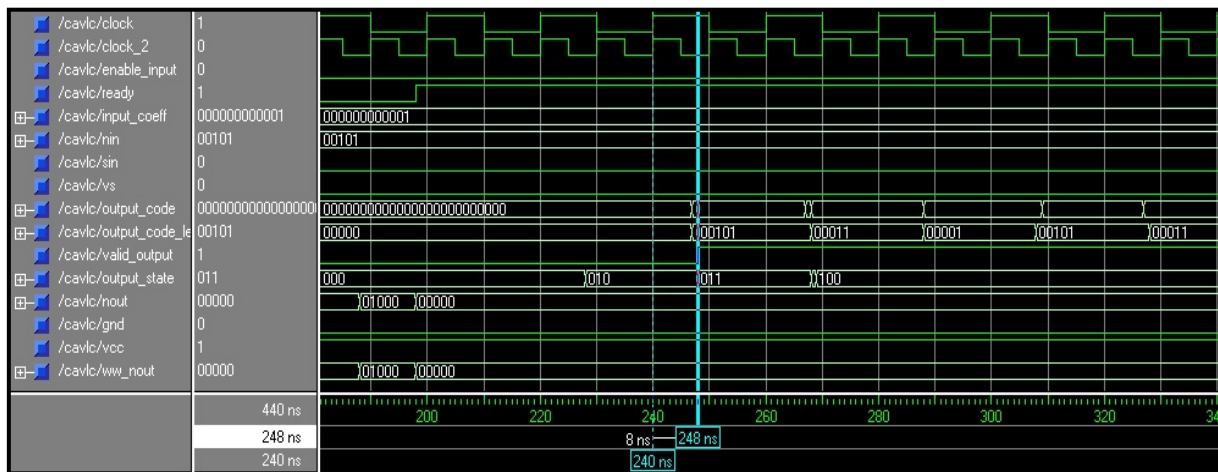 /cavlc/clock 1
/cavlc/clock_2 0
/cavlc/enable_input 0
/cavlc/ready 1
/cavlc/input_coeff 000000000001 000000000001
/cavlc/nin 00101 00101
/cavlc/sin 0
/cavlc/vs 0
/cavlc/output_code 0000000000000000 0000000000000000000000000
/cavlc/output_code_le 00101 00000 00101 00011 00001 00101 00011
/cavlc/valid_output 1
/cavlc/output_state 011 000 010 011 100
/cavlc/nout 00000 01000 00000
/cavlc/gnd 0
/cavlc/vcc 1
/cavlc/ww_nout 00000 01000 00000
440 ns 200 220 240 260 280 300 320 34
248 ns 8 ns 248 ns
240 ns 240 ns